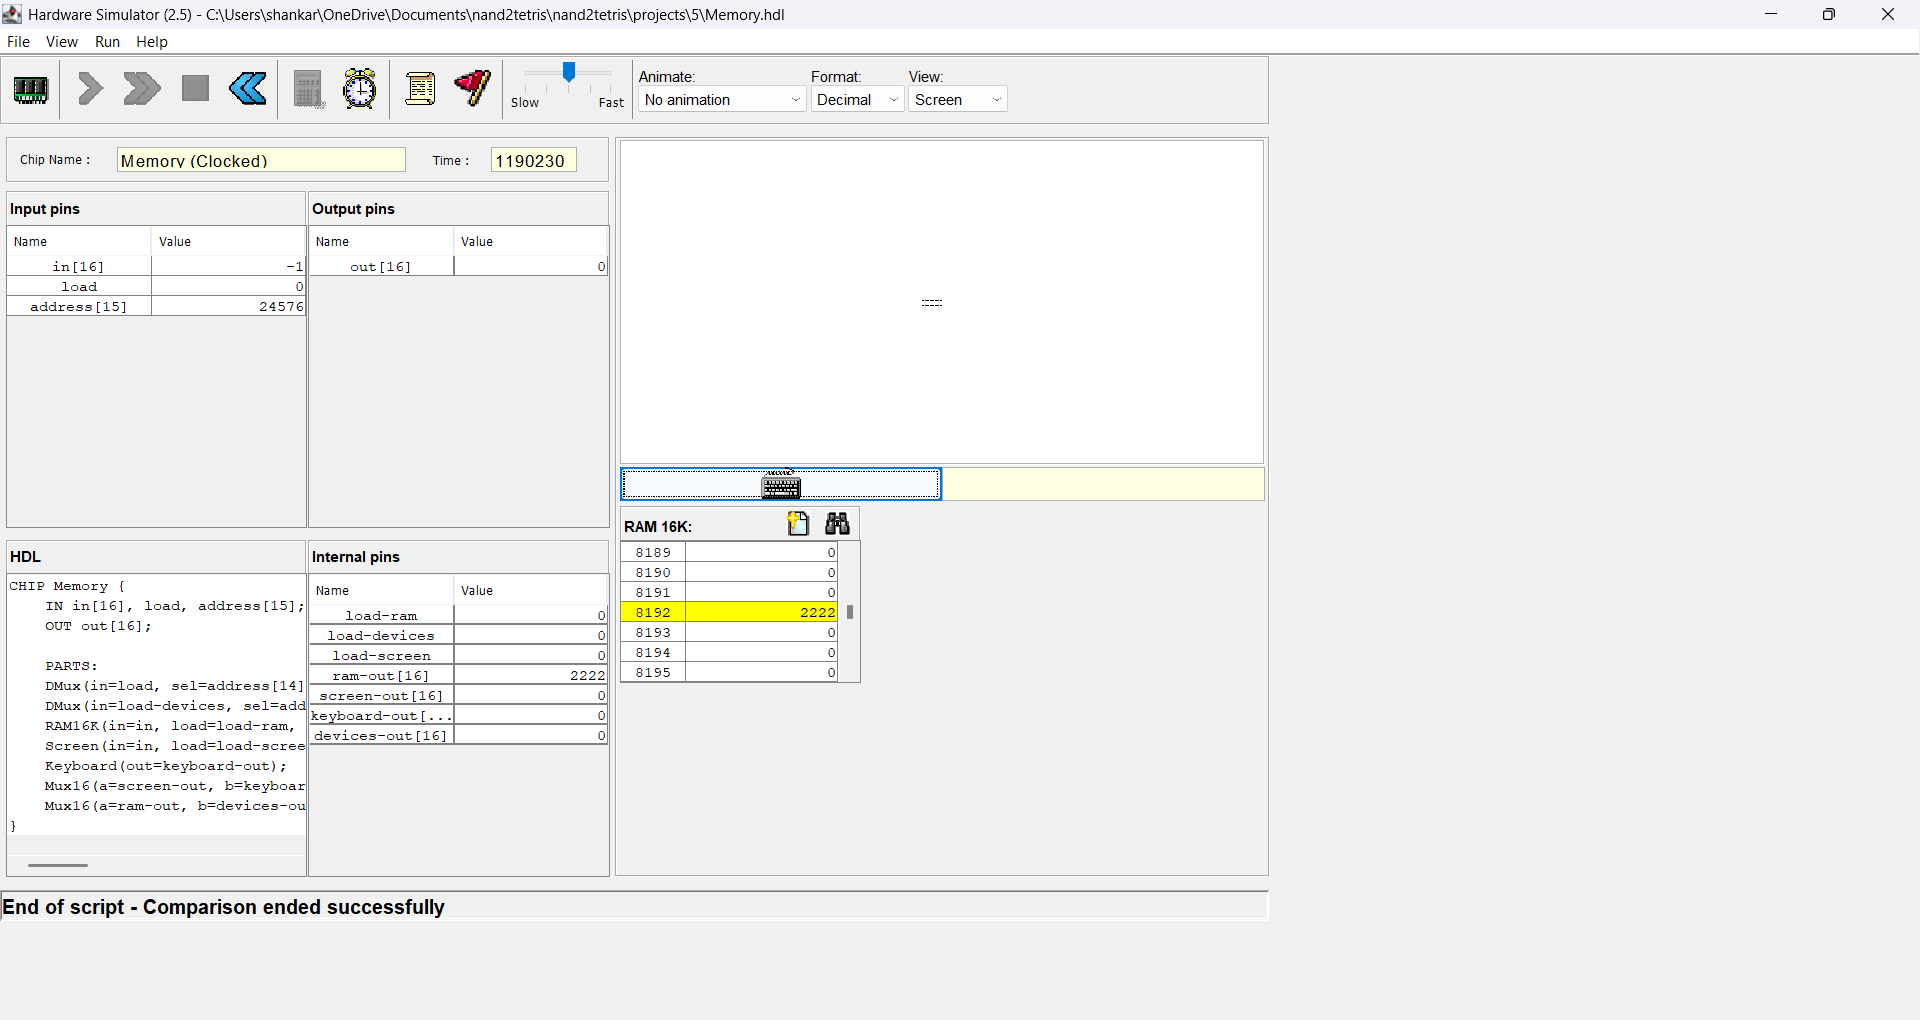 Hardware Simulator (2.5) - C:\Users\shankar\OneDrive\Documents\nand2tetris\nand2tetris\projects\5\Memory.hdl
File View Run Help
Slow Fast
Animate: Format: View:
No animation Decimal Screen
Chip Name : Memory (Clocked) Time : 1190230
Input pins
Name Value
in[16] -1
load 0
address[15] 24576
Output pins
Name Value
out[16] 0
HDL
CHIP Memory {
IN in[16], load, address[15];
OUT out[16];
PARTS:
DMux(in=load, sel=address[14]
DMux(in=load-devices, sel=add
RAM16K(in=in, load=load-ram,
Screen(in=in, load=load-scree
Keyboard(out=keyboard-out);
Mux16(a=screen-out, b=keyboar
Mux16(a=ram-out, b=devices-ou
}
Internal pins
Name Value
load-ram 0
load-devices 0
load-screen 0
ram-out[16] 2222
screen-out[16] 0
keyboard-out[... 0
devices-out[16] 0
RAM 16K:
8189 0
8190 0
8191 0
8192 2222
8193 0
8194 0
8195 0
End of script - Comparison ended successfully